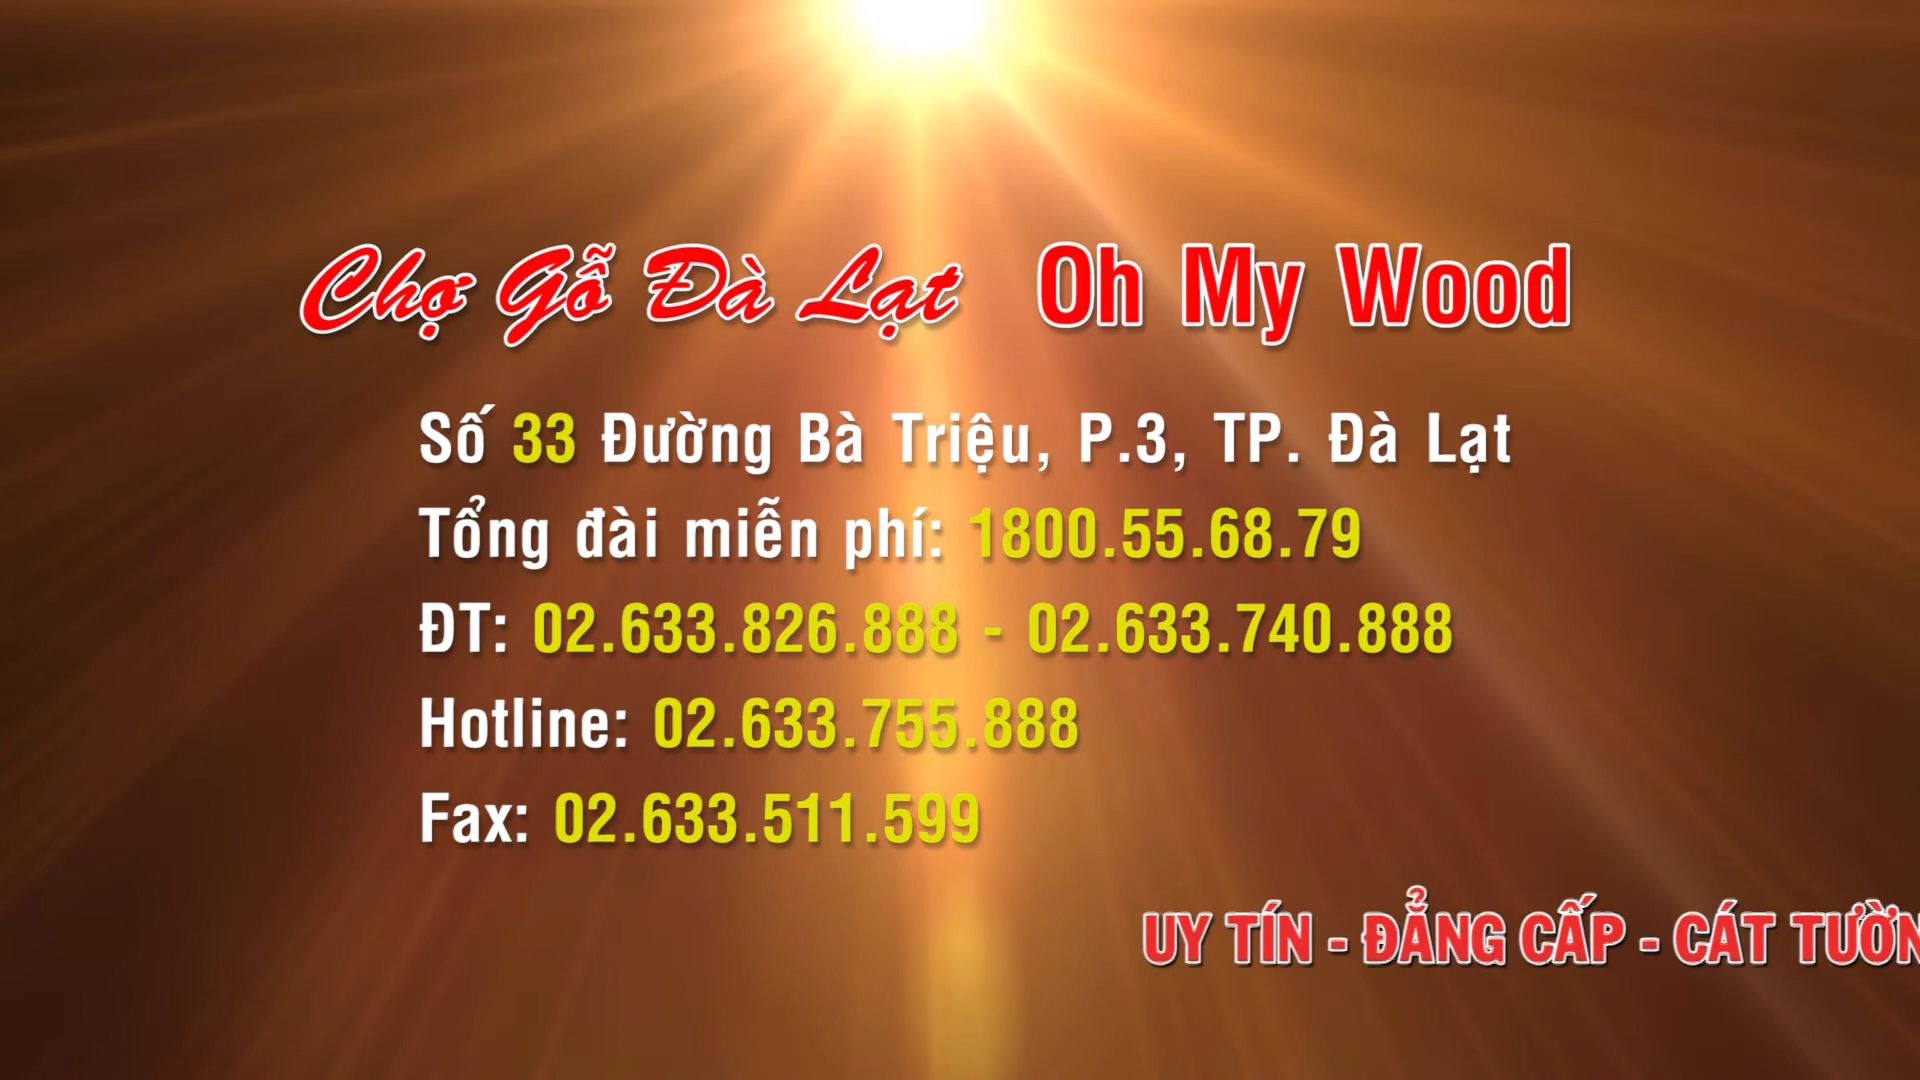 Chợ Gỗ Đà Lạt Oh My Wood
Số 33 Đường Bà Triệu, P.3, TP. Đà Lạt
Tổng đài miễn phí: 1800.55.68.79
ĐT: 02.633.826.888 - 02.633.740.888
Hotline: 02.633.755.888
Fax: 02.633.511.599
UY TÍN - ĐẲNG CẤP - CÁT TƯỜN